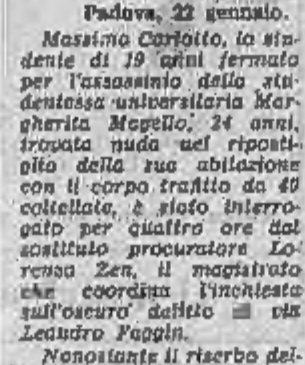 Padova, 22 gennaio.
Massimo Carlotto, lo stu-
dente di 19 anni fermato
per l'assassinio della stu-
dentessa universitaria Mar-
gherita Magello, 24 anni,
trovata nuda nel riposti-
glio della sua abitazione
con il corpo trafitto da 40
coltellate, è stato interro-
gato per quattro ore dal
sostituto procuratore Lo-
renzo Zen, il magistrato
che coordina l'inchiesta
sull'oscuro delitto via
Leandro Faggin.
Nonostante il riserbo del-